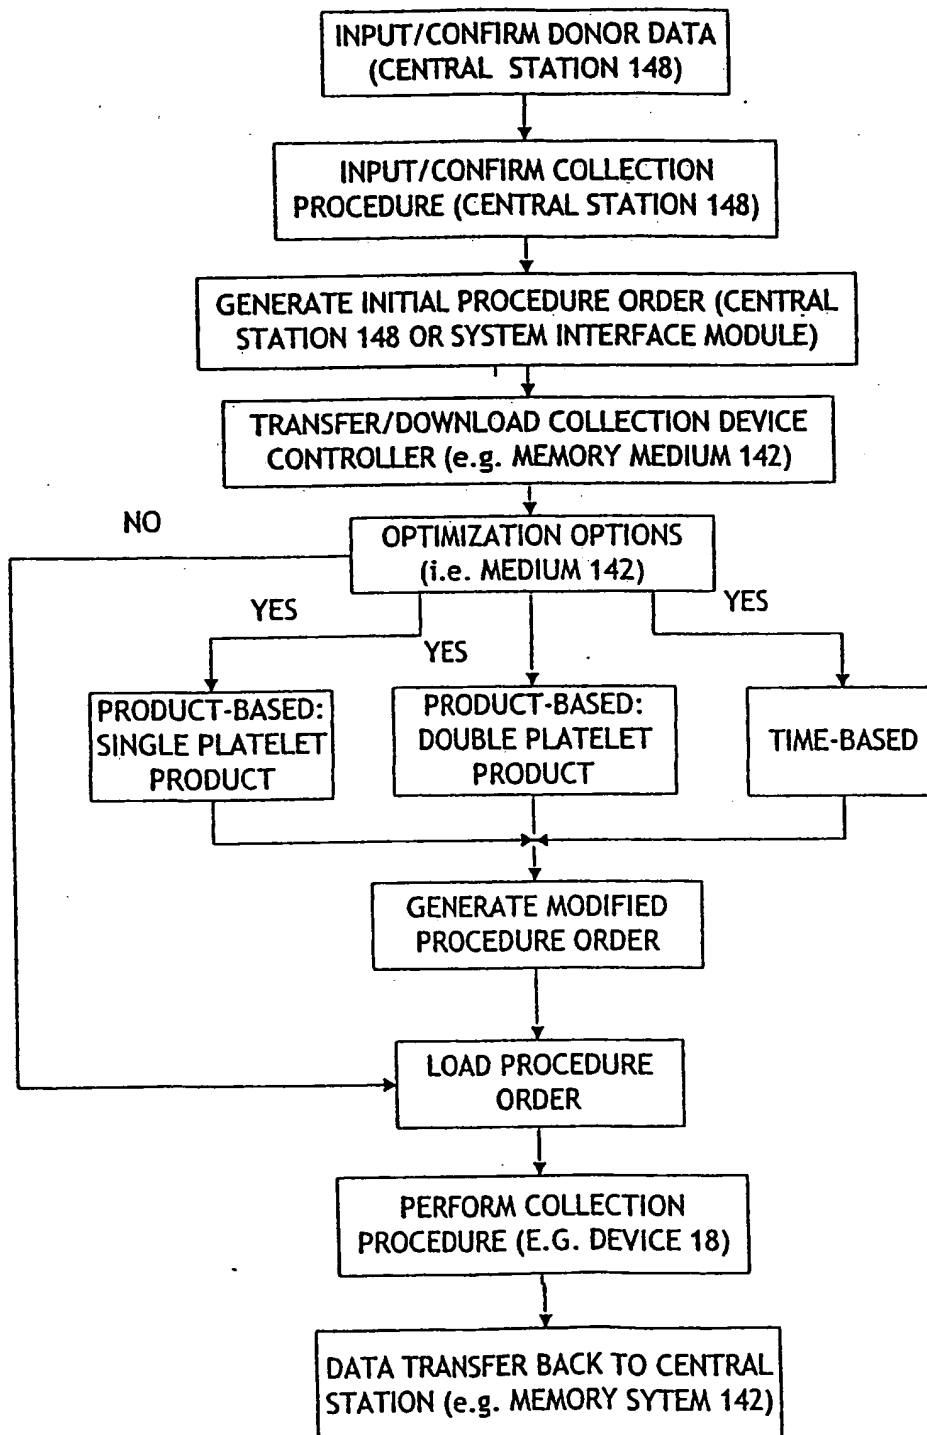 INPUT/CONFIRM DONOR DATA
(CENTRAL STATION 148)
INPUT/CONFIRM COLLECTION
PROCEDURE (CENTRAL STATION 148)
GENERATE INITIAL PROCEDURE ORDER (CENTRAL
STATION 148 OR SYSTEM INTERFACE MODULE)
TRANSFER/DOWNLOAD COLLECTION DEVICE
CONTROLLER (e.g. MEMORY MEDIUM 142)
NO
OPTIMIZATION OPTIONS
(i.e. MEDIUM 142)
YES
YES
YES
PRODUCT-BASED:
SINGLE PLATELET
PRODUCT
PRODUCT-BASED:
DOUBLE PLATELET
PRODUCT
TIME-BASED
GENERATE MODIFIED
PROCEDURE ORDER
LOAD PROCEDURE
ORDER
PERFORM COLLECTION
PROCEDURE (E.G. DEVICE 18)
DATA TRANSFER BACK TO CENTRAL
STATION (e.g. MEMORY SYTEM 142)